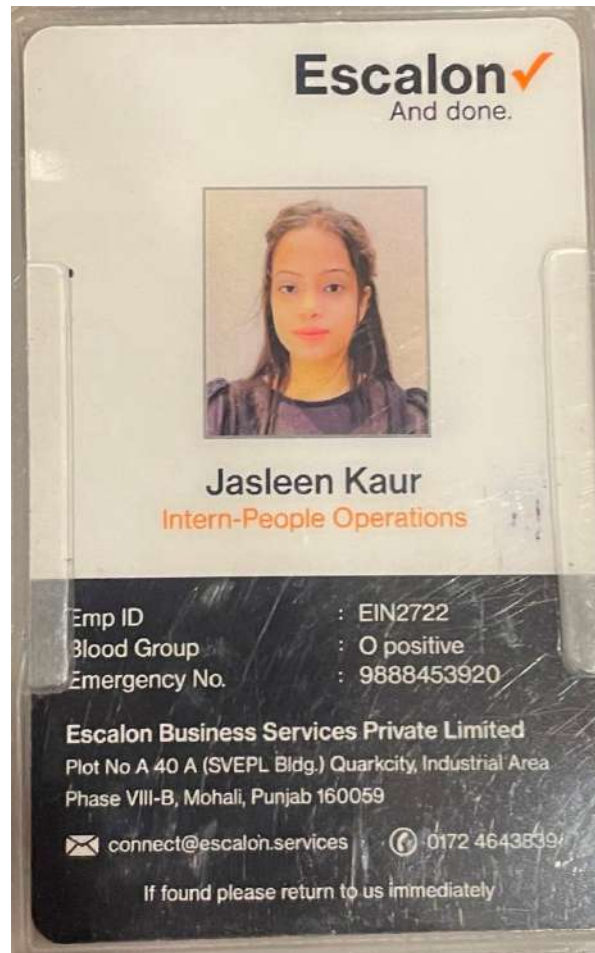 Escalon
And done.
Jasleen Kaur
Intern-People Operations
Emp ID : EIN2722
Blood Group : O positive
Emergency No. : 9888453920
Escalon Business Services Private Limited
Plot No A 40 A (SVEPL Bldg.) Quarkcity, Industrial Area
Phase VIII-B, Mohali, Punjab 160059
connect@escalon.services 0172 4643839
If found please return to us immediately